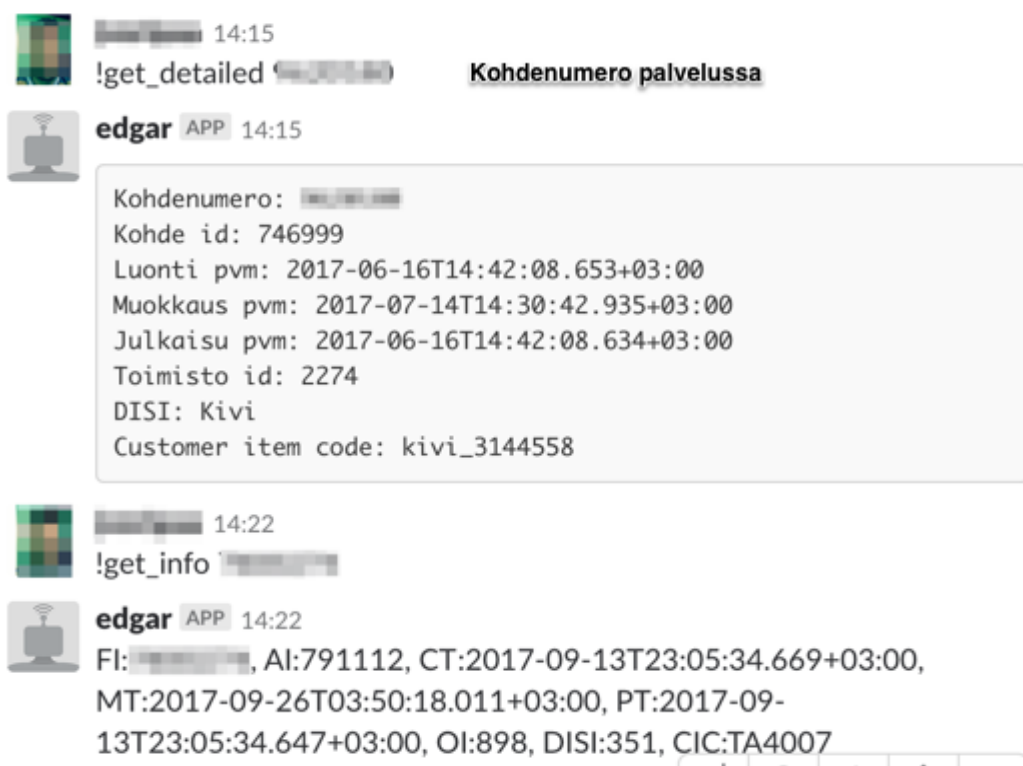 14:15
!get_detailed
Kohdenumero palvelussa
edgar APP 14:15
Kohdenumero:
Kohde id: 746999
Luonti pvm: 2017-06-16T14:42:08.653+03:00
Muokkaus pvm: 2017-07-14T14:30:42.935+03:00
Julkaisu pvm: 2017-06-16T14:42:08.634+03:00
Toimisto id: 2274
DISI: Kivi
Customer item code: kivi_3144558
14:22
!get_info
edgar APP 14:22
FI: , AI:791112, CT:2017-09-13T23:05:34.669+03:00,
MT:2017-09-26T03:50:18.011+03:00, PT:2017-09-
13T23:05:34.647+03:00, OI:898, DISI:351, CIC:TA4007